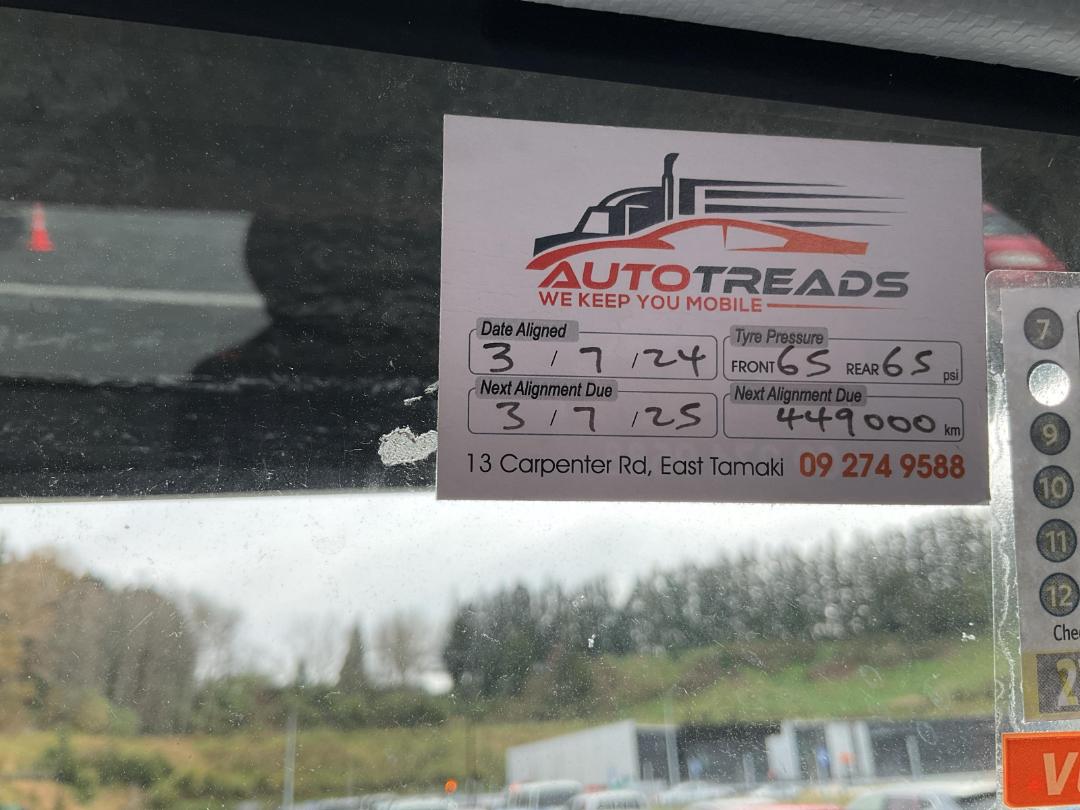 AUTOTREADS
WE KEEP YOU MOBILE
Date Aligned
3 / 7 / 24
Tyre Pressure
FRONT 65 REAR 65 psi
Next Alignment Due
3 / 7 / 25
Next Alignment Due
449000 km
13 Carpenter Rd, East Tamaki 09 274 9588
7
9
10
11
12